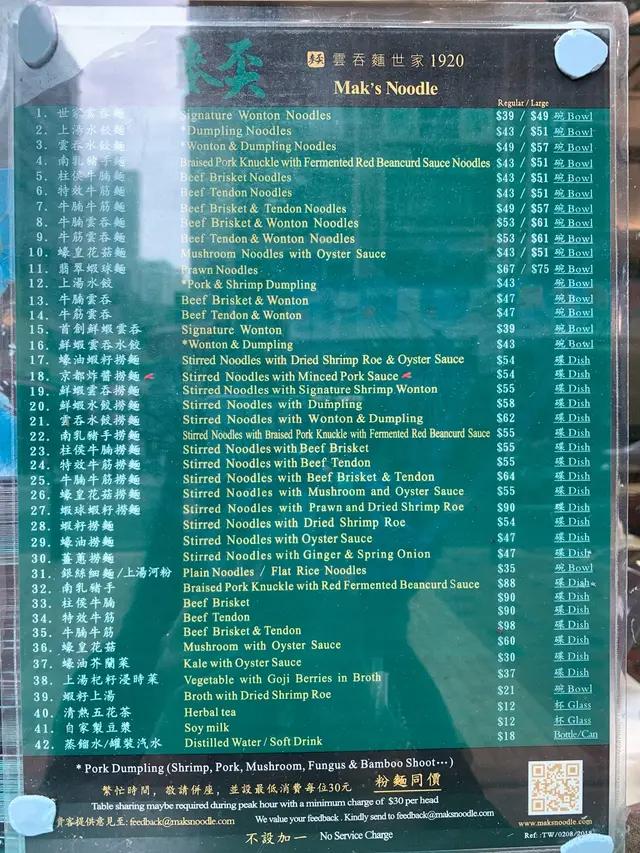 麥奀 雲吞麵世家 1920
Mak's Noodle
Regular / Large
1. 世家雲吞麵 Signature Wonton Noodles $39 / $49 碗 Bowl
2. 上湯水餃麵 *Dumpling Noodles $43 / $51 碗 Bowl
3. 雲吞水餃麵 *Wonton & Dumpling Noodles $49 / $57 碗 Bowl
4. 南乳豬手麵 Braised Pork Knuckle with Fermented Red Beancurd Sauce Noodles $43 / $51 碗 Bowl
5. 柱侯牛腩麵 Beef Brisket Noodles $43 / $51 碗 Bowl
6. 特效牛筋麵 Beef Tendon Noodles $43 / $51 碗 Bowl
7. 牛腩牛筋麵 Beef Brisket & Tendon Noodles $49 / $57 碗 Bowl
8. 牛腩雲吞麵 Beef Brisket & Wonton Noodles $53 / $61 碗 Bowl
9. 牛筋雲吞麵 Beef Tendon & Wonton Noodles $53 / $61 碗 Bowl
10. 蠔皇花菇麵 Mushroom Noodles with Oyster Sauce $43 / $51 碗 Bowl
11. 翡翠蝦球麵 Prawn Noodles $67 / $75 碗 Bowl
12. 上湯水餃 *Pork & Shrimp Dumpling $43 碗 Bowl
13. 牛腩雲吞 Beef Brisket & Wonton $47 碗 Bowl
14. 牛筋雲吞 Beef Tendon & Wonton $47 碗 Bowl
15. 首創鮮蝦雲吞 Signature Wonton $39 碗 Bowl
16. 鮮蝦雲吞水餃 *Wonton & Dumpling $43 碗 Bowl
17. 蠔油蝦籽撈麵 Stirred Noodles with Dried Shrimp Roe & Oyster Sauce $54 碟 Dish
18. 京都炸醬撈麵 Stirred Noodles with Minced Pork Sauce $54 碟 Dish
19. 鮮蝦雲吞撈麵 Stirred Noodles with Signature Shrimp Wonton $55 碟 Dish
20. 鮮蝦水餃撈麵 Stirred Noodles with Dumpling $58 碟 Dish
21. 雲吞水餃撈麵 Stirred Noodles with Wonton & Dumpling $62 碟 Dish
22. 南乳豬手撈麵 Stirred Noodles with Braised Pork Knuckle with Fermented Red Beancurd Sauce $55 碟 Dish
23. 柱侯牛腩撈麵 Stirred Noodles with Beef Brisket $55 碟 Dish
24. 特效牛筋撈麵 Stirred Noodles with Beef Tendon $55 碟 Dish
25. 牛腩牛筋撈麵 Stirred Noodles with Beef Brisket & Tendon $64 碟 Dish
26. 蠔皇花菇撈麵 Stirred Noodles with Mushroom and Oyster Sauce $55 碟 Dish
27. 蝦球蝦籽撈麵 Stirred Noodles with Prawn and Dried Shrimp Roe $90 碟 Dish
28. 蝦籽撈麵 Stirred Noodles with Dried Shrimp Roe $54 碟 Dish
29. 蠔油撈麵 Stirred Noodles with Oyster Sauce $47 碟 Dish
30. 薑蔥撈麵 Stirred Noodles with Ginger & Spring Onion $47 碟 Dish
31. 銀絲細麵/上湯河粉 Plain Noodles / Flat Rice Noodles $35 碗 Bowl
32. 南乳豬手 Braised Pork Knuckle with Red Fermented Beancurd Sauce $88 碟 Dish
33. 柱侯牛腩 Beef Brisket $90 碟 Dish
34. 特效牛筋 Beef Tendon $90 碟 Dish
35. 牛腩牛筋 Beef Brisket & Tendon $98 碟 Dish
36. 蠔皇花菇 Mushroom with Oyster Sauce $60 碟 Dish
37. 蠔油芥蘭菜 Kale with Oyster Sauce $30 碟 Dish
38. 上湯杞籽浸時菜 Vegetable with Goji Berries in Broth $37 碟 Dish
39. 蝦籽上湯 Broth with Dried Shrimp Roe $21 碗 Bowl
40. 清熱五花茶 Herbal tea $12 杯 Glass
41. 自家製豆漿 Soy milk $12 杯 Glass
42. 蒸餾水/罐裝汽水 Distilled Water / Soft Drink $18 Bottle/Can
* Pork Dumpling (Shrimp, Pork, Mushroom, Fungus & Bamboo Shoot…)
繁忙時間，敬請併座，並設最低消費每位30元 粉麵同價
Table sharing maybe required during peak hour with a minimum charge of $30 per head
貴客提供意見至: feedback@maksnoodle.com We value your feedback . Kindly send to feedback@maksnoodle.com
www.maksnoodle.com
不設加一 No Service Charge
Ref: :TW/0208/2018